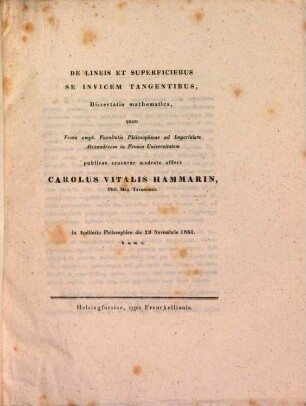 DE LINEIS ET SUPERFICIEBUS
SE INVICEM TANGENTIBUS,
Dissertatio mathematica,
quam
Venia ampl. Facultatis Philosophicae ad Imperialem
Alexandream in Fennia Universitatem
publicae censurae modeste offert
CAROLUS VITALIS HAMMARIN,
Phil. Mag. Tavastensis.
In Auditorio Philosophico die 29 Novembris 1841.
h. a. m. s.
Helsingforsiae, typis Frenckellianis.